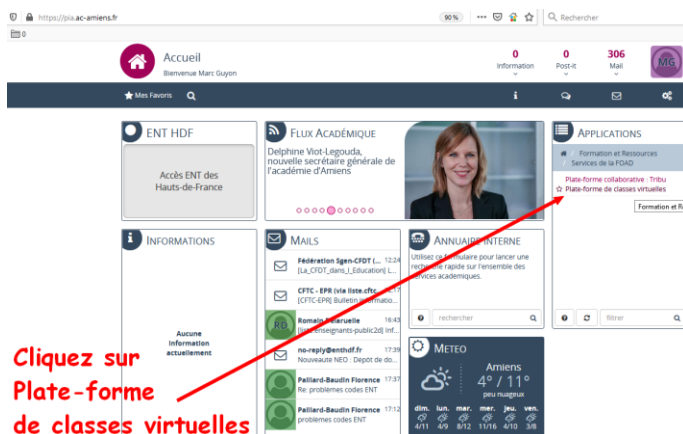 https://pia.ac-amiens.fr
90%
Rechercher
0
Accueil
Bienvenue Marc Guyon
0
Information
0
Post-it
306
Mail
MG
Mes Favoris
ENT HDF
Accès ENT des
Hauts-de-France
FLUX ACADÉMIQUE
Delphine Viot-Legouda,
nouvelle secrétaire générale de
l'académie d'Amiens
APPLICATIONS
/ Formation et Ressources
/ Services de la FOAD
Plate-forme collaborative : Tribu
Plate-forme de classes virtuelles
Formation et R
INFORMATIONS
Aucune
Information
actuellement
MAILS
Fédération Sgen-CFDT (... 12:24
[La_CFDT_dans_l_Education] L...
CFTC - EPR (via liste.cftc
[CFTC-EPR] Bulletin
RD
16:43
no-reply@enthdf.fr 17:39
Nouveauté NEO : Depôt de do...
Paillard-Baudin Florence 17:37
Re: problèmes codes ENT
Paillard-Baudin Florence 17:12
problèmes codes ENT
ANNUAIRE INTERNE
Utilisez ce formulaire pour lancer une
recherche rapide sur l'ensemble des
services académiques.
rechercher
filtrer
METEO
Amiens
4° / 11°
peu nuageux
dim. lun. mar. mer. jeu. ven.
4/11 4/9 8/12 11/16 4/10 3/8
Cliquez sur
Plate-forme
de classes virtuelles